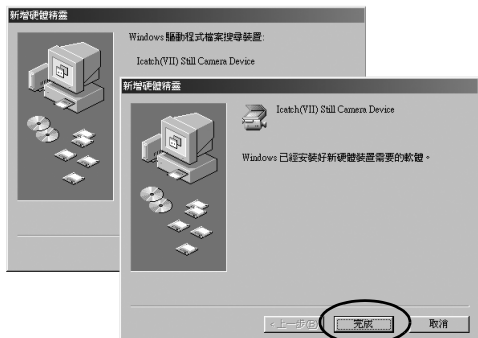 新增硬體精靈
Windows 驅動程式檔案搜尋裝置:
Icatch(VII) Still Camera Device
新增硬體精靈
Icatch(VII) Still Camera Device
Windows 已經安裝好新硬體裝置需要的軟體。
<上一步(B)
完成
取消